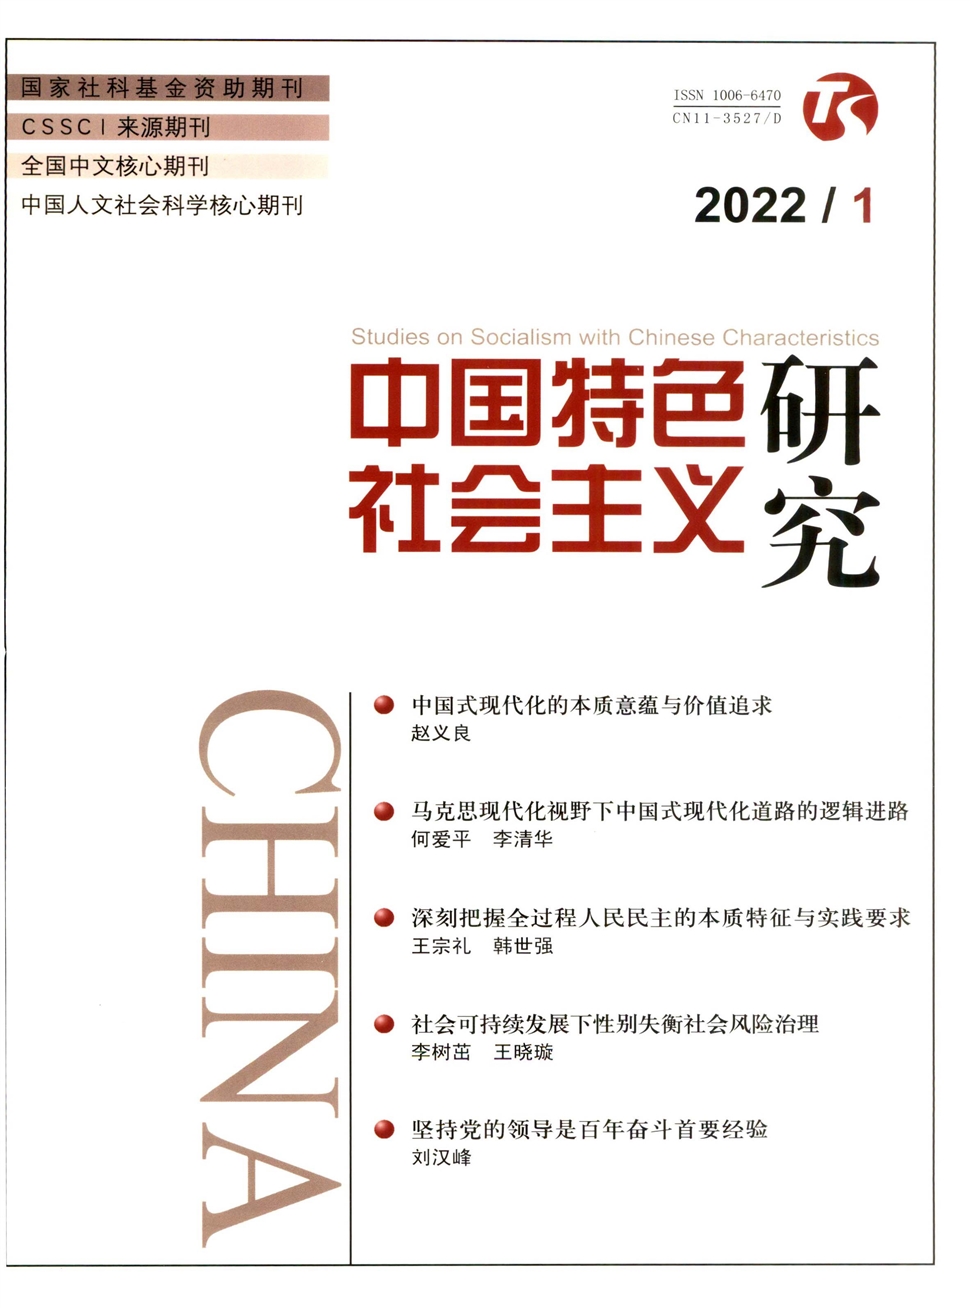 国家社科基金资助期刊
CSSCI来源期刊
全国中文核心期刊
中国人文社会科学核心期刊
ISSN 1006-6470
CN11-3527/D
TS
2022 / 1
Studies on Socialism with Chinese Characteristics
中国特色
社会主义
研究
CHINA
中国式现代化的本质意蕴与价值追求
赵义良
马克思现代化视野下中国式现代化道路的逻辑进路
何爱平 李清华
深刻把握全过程人民民主的本质特征与实践要求
王宗礼 韩世强
社会可持续发展下性别失衡社会风险治理
李树茁 王晓璇
坚持党的领导是百年奋斗首要经验
刘汉峰